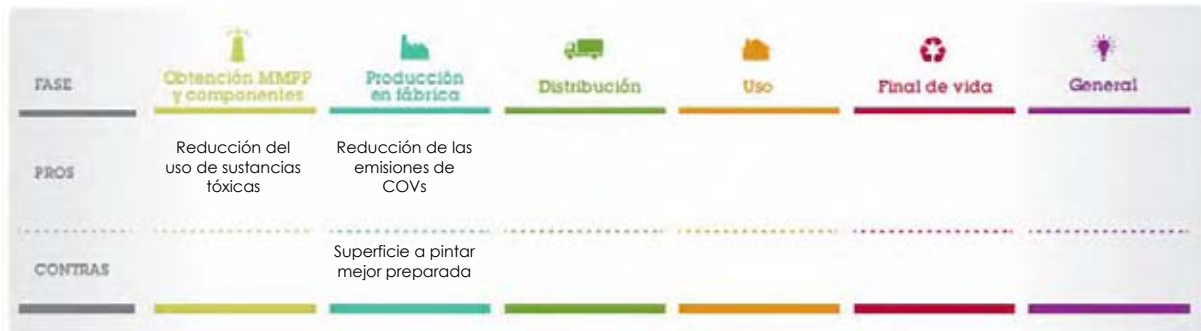 FASE
Obtención MMPP
y componentes
Producción
en fábrica
Distribución
Uso
Final de vida
General
PROS
Reducción del
uso de sustancias
tóxicas
Reducción de las
emisiones de
COVs
CONTRAS
Superficie a pintar
mejor preparada